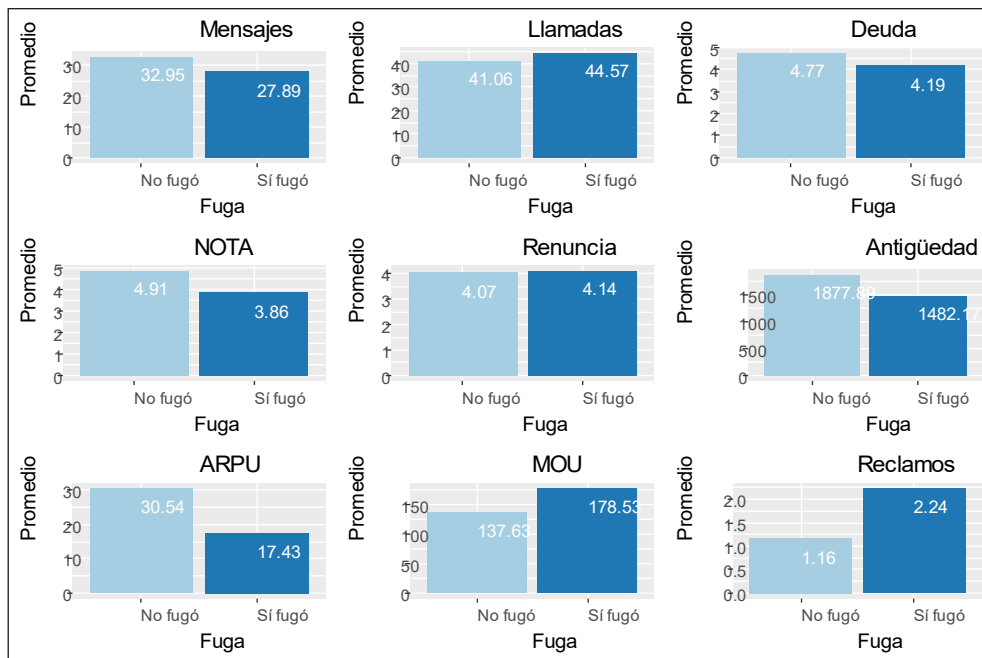 Mensajes
Promedio
30
20
10
0
32.95
27.89
No fugó
Sí fugó
Fuga
Llamadas
Promedio
40
30
20
10
0
41.06
44.57
No fugó
Sí fugó
Fuga
Deuda
Promedio
5
4
3
2
1
0
4.77
4.19
No fugó
Sí fugó
Fuga
NOTA
Promedio
5
4
3
2
1
0
4.91
3.86
No fugó
Sí fugó
Fuga
Renuncia
Promedio
4
3
2
1
0
4.07
4.14
No fugó
Sí fugó
Fuga
Antigüedad
Promedio
1500
1000
500
0
1877.89
1482.17
No fugó
Sí fugó
Fuga
ARPU
Promedio
30
20
10
0
30.54
17.43
No fugó
Sí fugó
Fuga
MOU
Promedio
150
100
50
0
137.63
178.53
No fugó
Sí fugó
Fuga
Reclamos
Promedio
2.0
1.5
1.0
0.5
0.0
1.16
2.24
No fugó
Sí fugó
Fuga